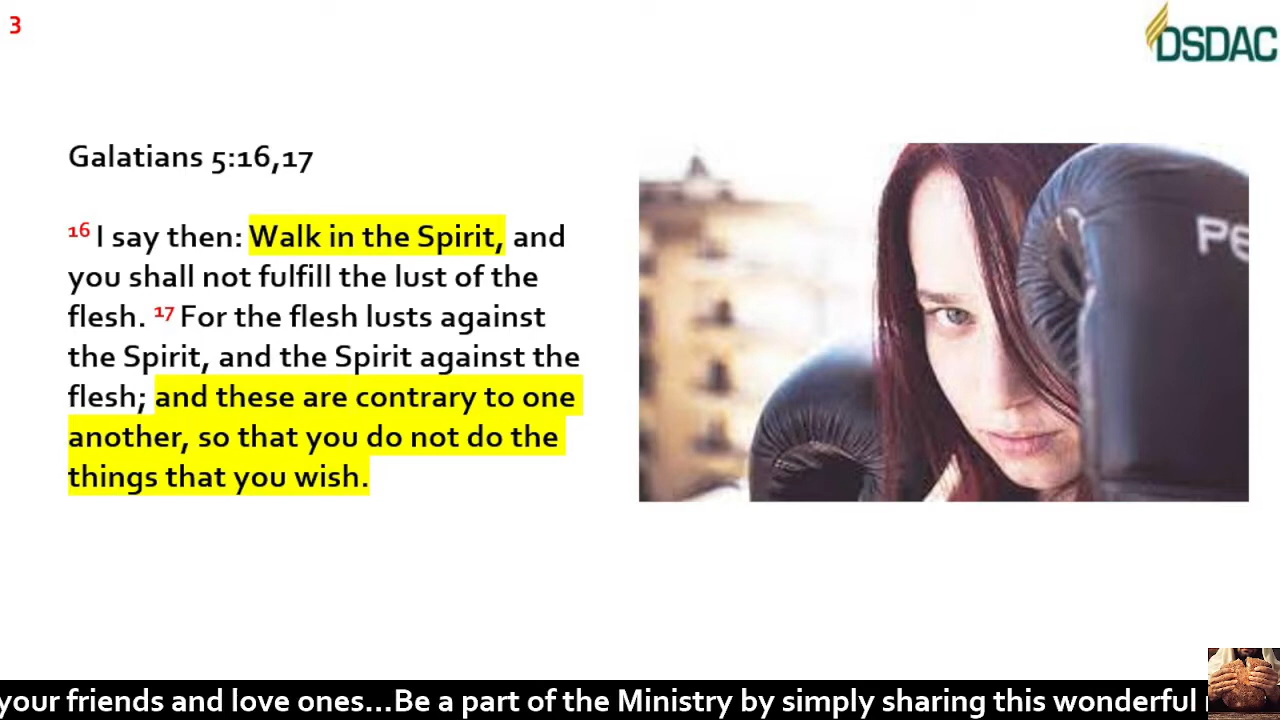 3
DSDAC
Galatians 5:16,17
16 I say then: Walk in the Spirit, and
you shall not fulfill the lust of the
flesh. 17 For the flesh lusts against
the Spirit, and the Spirit against the
flesh; and these are contrary to one
another, so that you do not do the
things that you wish.
your friends and love ones...Be a part of the Ministry by simply sharing this wonderful